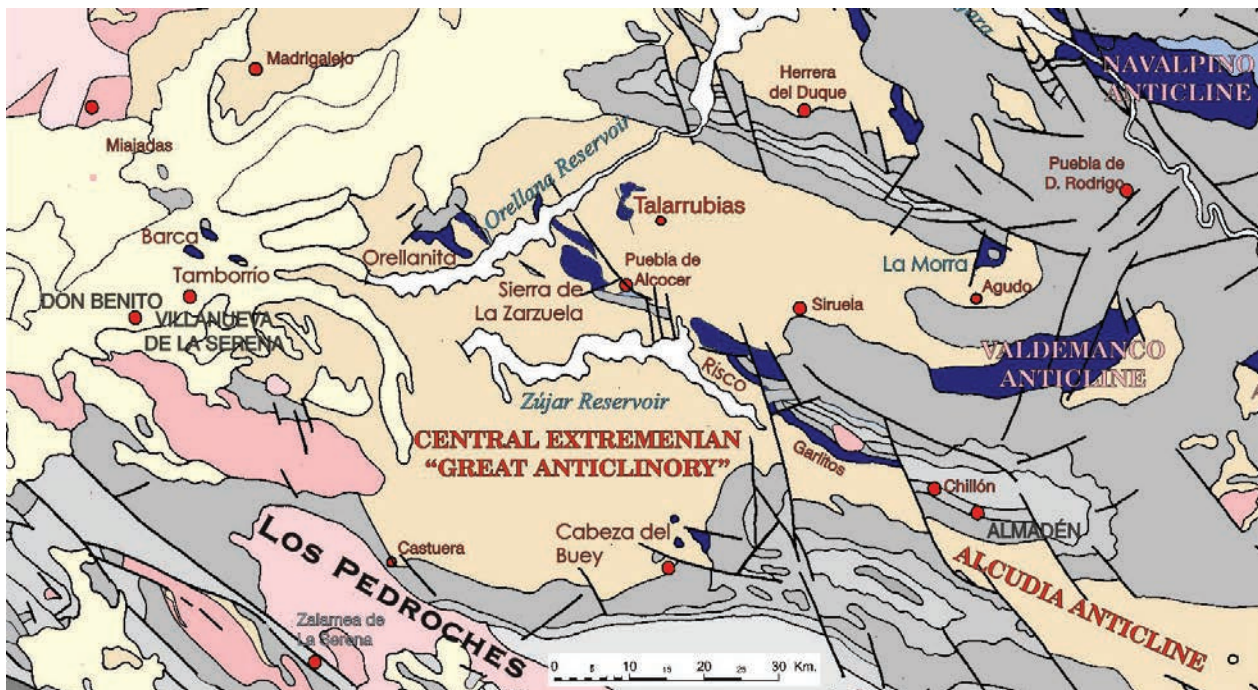 Madrigalejo
Miajadas
Herrera
del Duque
NAVALPINO
ANTICLINE
Puebla de
D. Rodrigo
Orellana Reservoir
Talarrubias
Barca
Orellanita
Tamborrío
DON BENITO
VILLANUEVA
DE LA SERENA
Sierra de
La Zarzuela
Puebla de
Alcocer
La Morra
Agudo
Siruela
VALDEMANCO
ANTICLINE
Risco
Zújar Reservoir
CENTRAL EXTREMENIAN
“GREAT ANTICLINORY”
Garlitos
Chillón
ALMADÉN
Cabeza del
Buey
Castuera
LOS PEDROCHES
ALCUDIA ANTICLINE
Zalamea de
La Serena
0 5 10 15 20 25 30 Km.